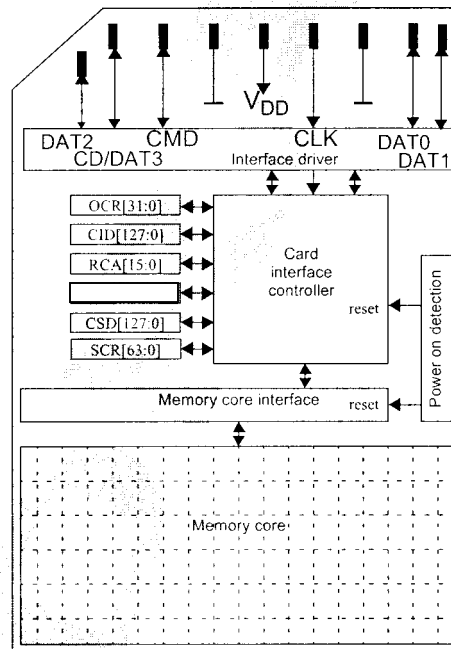 VDD
DAT2 CMD CLK DAT0
CD/DAT3 Interface driver DAT1
OCR[31:0]
CID[127:0]
RCA[15:0]
CSD[127:0]
SCR[63:0]
Card
interface
controller
reset
Power on detection
Memory core interface reset
Memory core